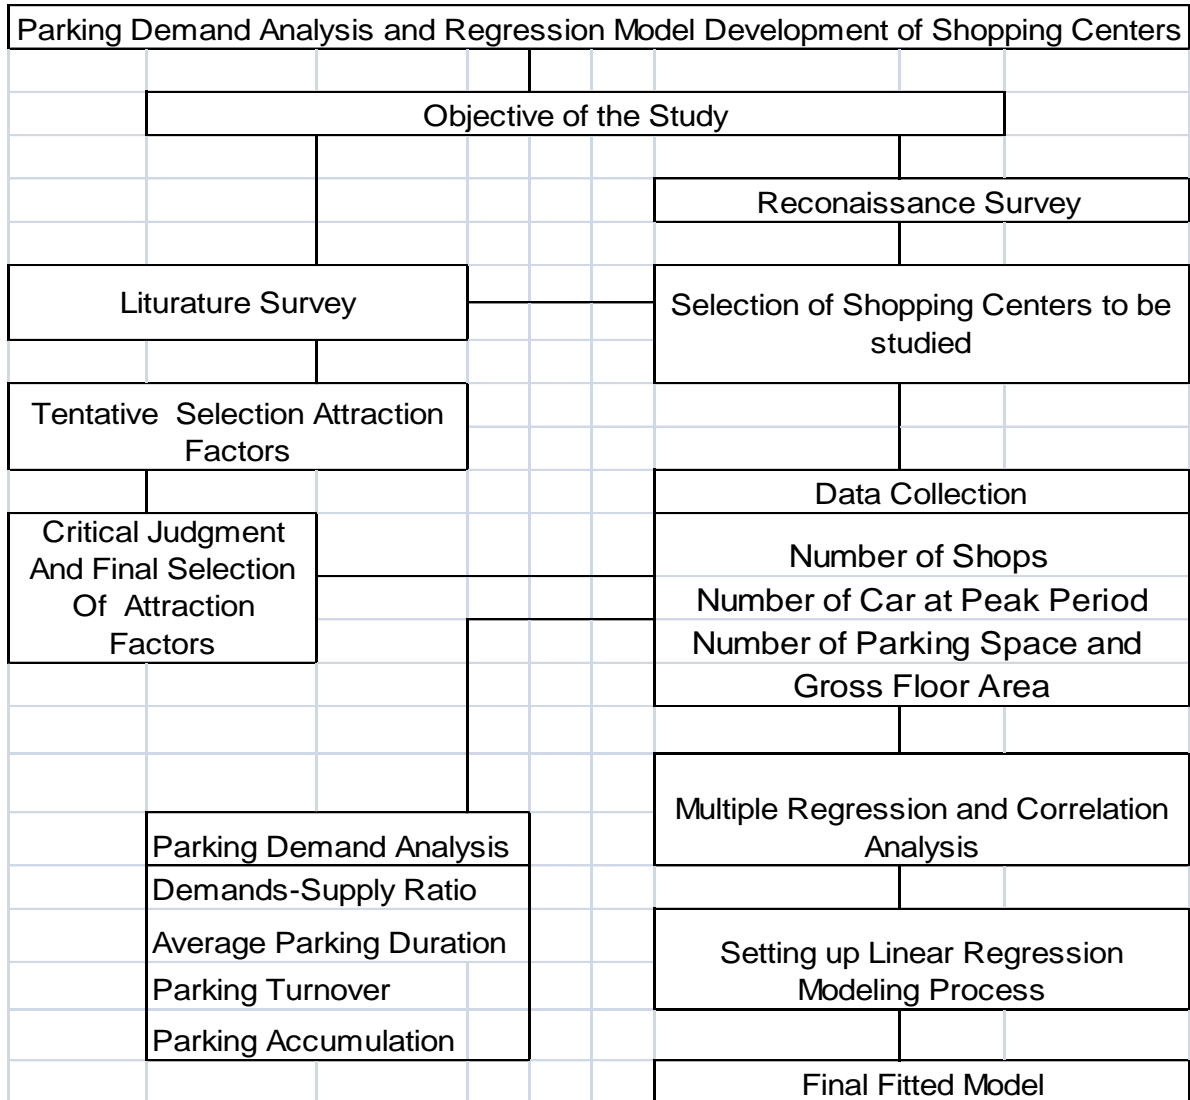 Parking Demand Analysis and Regression Model Development of Shopping Centers
Objective of the Study
Reconaissance Survey
Liturature Survey
Selection of Shopping Centers to be
studied
Tentative Selection Attraction
Factors
Critical Judgment
And Final Selection
Of Attraction
Factors
Data Collection
Number of Shops
Number of Car at Peak Period
Number of Parking Space and
Gross Floor Area
Parking Demand Analysis
Demands-Supply Ratio
Average Parking Duration
Parking Turnover
Parking Accumulation
Multiple Regression and Correlation
Analysis
Setting up Linear Regression
Modeling Process
Final Fitted Model